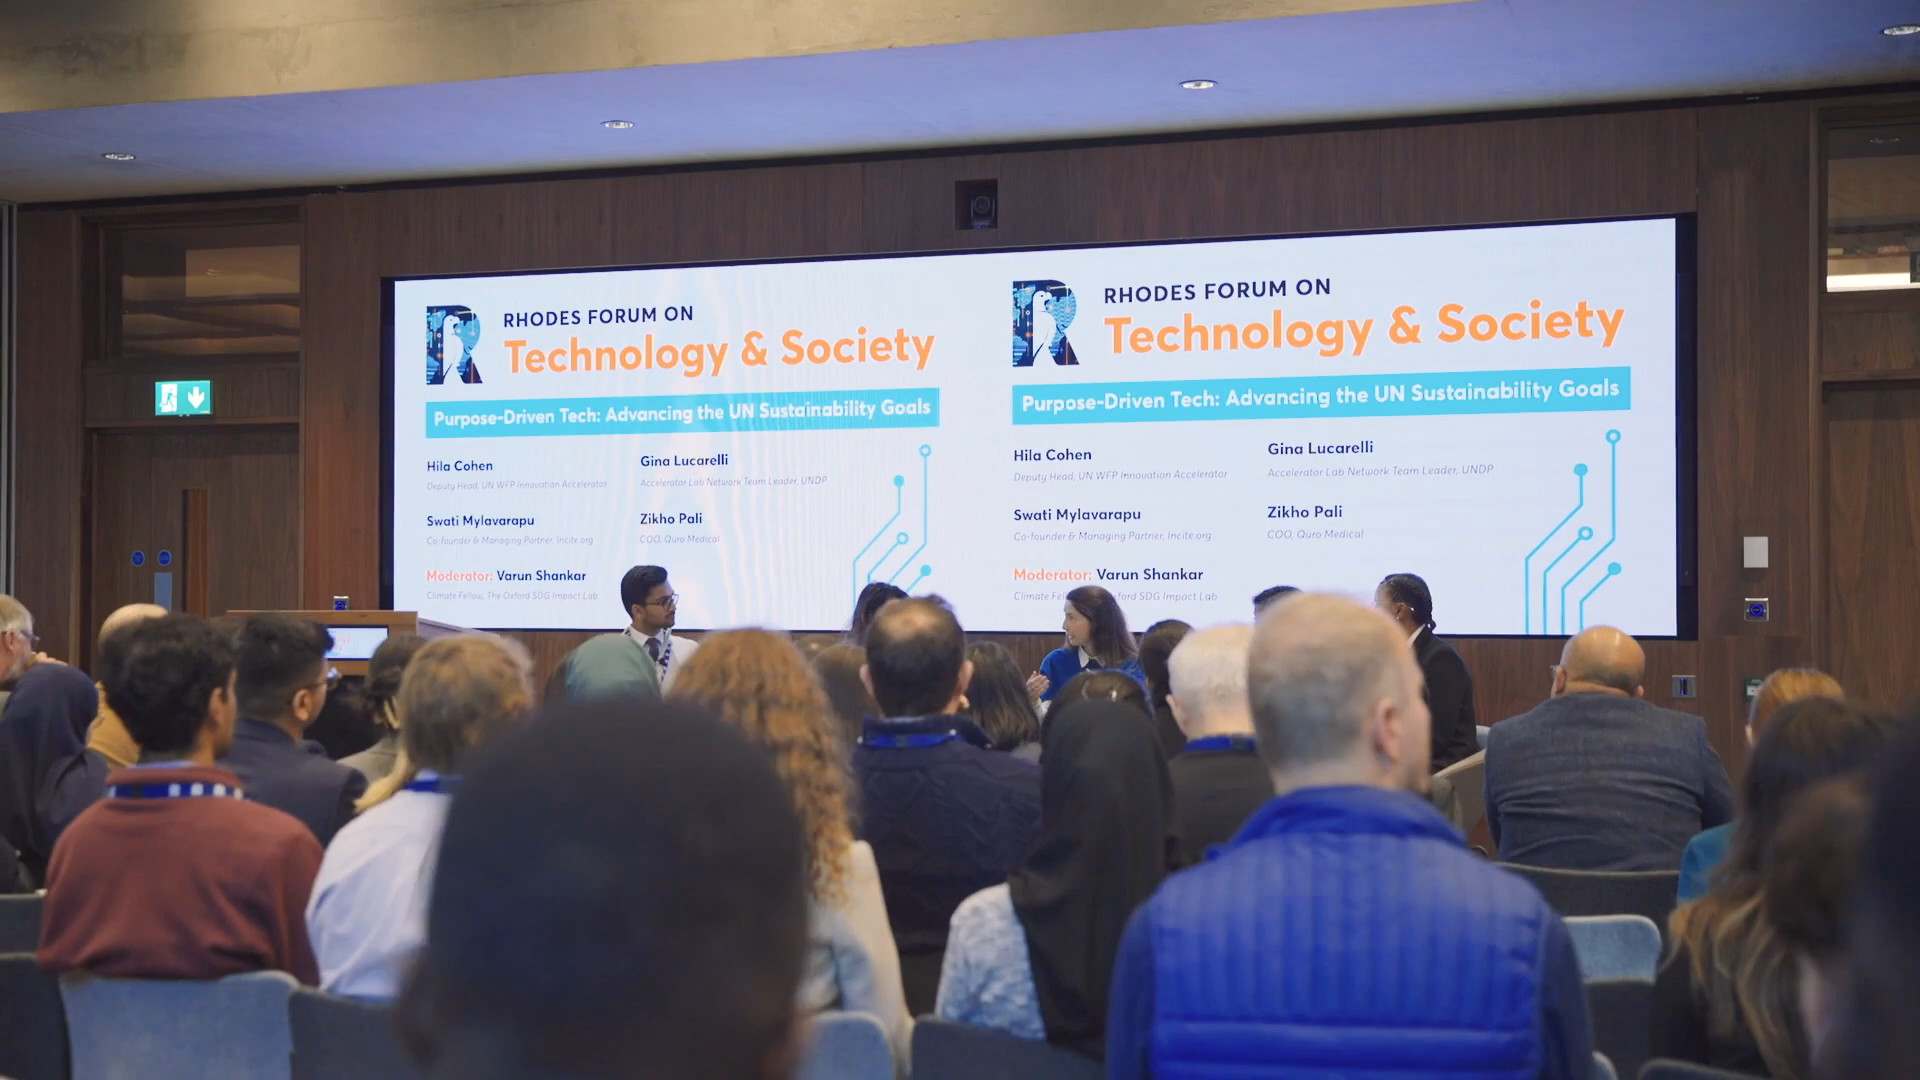 RHODES FORUM ON
Technology & Society
Purpose-Driven Tech: Advancing the UN Sustainability Goals
Hila Cohen
Deputy Head, UN WFP Innovation Accelerator
Gina Lucarelli
Accelerator Lab Network Team Leader, UNDP
Swati Mylavarapu
Co-founder & Managing Partner, Incite.org
Zikho Pali
COO, Quro Medical
Moderator: Varun Shankar
Climate Fellow, The Oxford SDG Impact Lab
RHODES FORUM ON
Technology & Society
Purpose-Driven Tech: Advancing the UN Sustainability Goals
Hila Cohen
Deputy Head, UN WFP Innovation Accelerator
Gina Lucarelli
Accelerator Lab Network Team Leader, UNDP
Swati Mylavarapu
Co-founder & Managing Partner, Incite.org
Zikho Pali
COO, Quro Medical
Moderator: Varun Shankar
Climate SDG Impact Lab